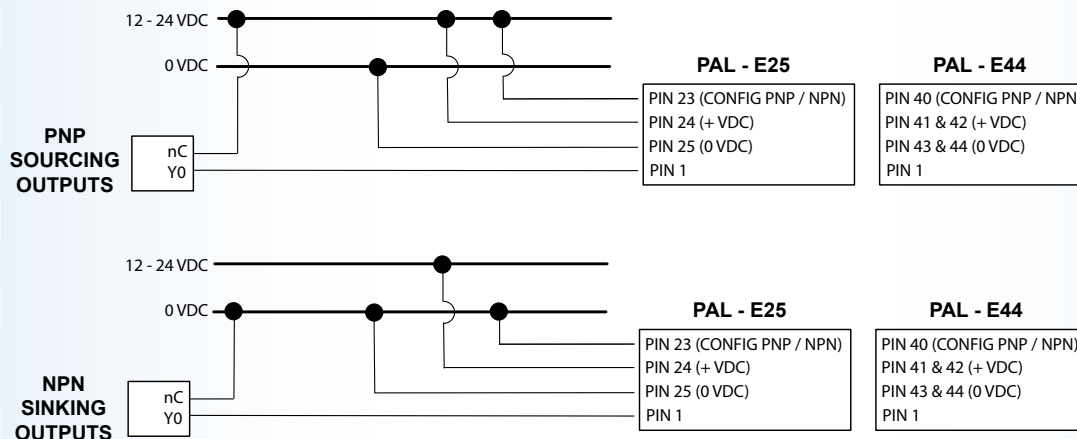 12 - 24 VDC
0 VDC
PNP
SOURCING
OUTPUTS
nC
Y0
PAL - E25
PIN 23 (CONFIG PNP / NPN)
PIN 24 (+ VDC)
PIN 25 (0 VDC)
PIN 1
PAL - E44
PIN 40 (CONFIG PNP / NPN
PIN 41 & 42 (+ VDC)
PIN 43 & 44 (0 VDC)
PIN 1
12 - 24 VDC
0 VDC
NPN
SINKING
OUTPUTS
nC
Y0
PAL - E25
PIN 23 (CONFIG PNP / NPN)
PIN 24 (+ VDC)
PIN 25 (0 VDC)
PIN 1
PAL - E44
PIN 40 (CONFIG PNP / NPN)
PIN 41 & 42 (+ VDC)
PIN 43 & 44 (0 VDC)
PIN 1